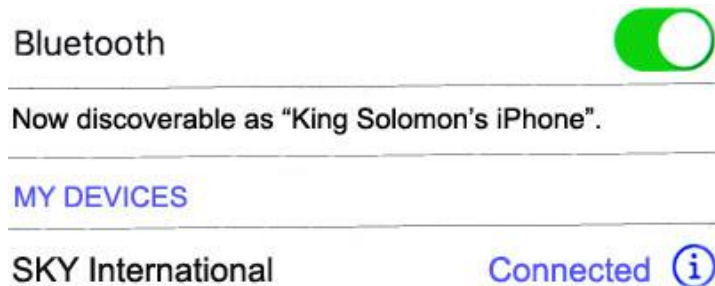 Bluetooth
Now discoverable as “King Solomon’s iPhone”.
MY DEVICES
SKY International Connected